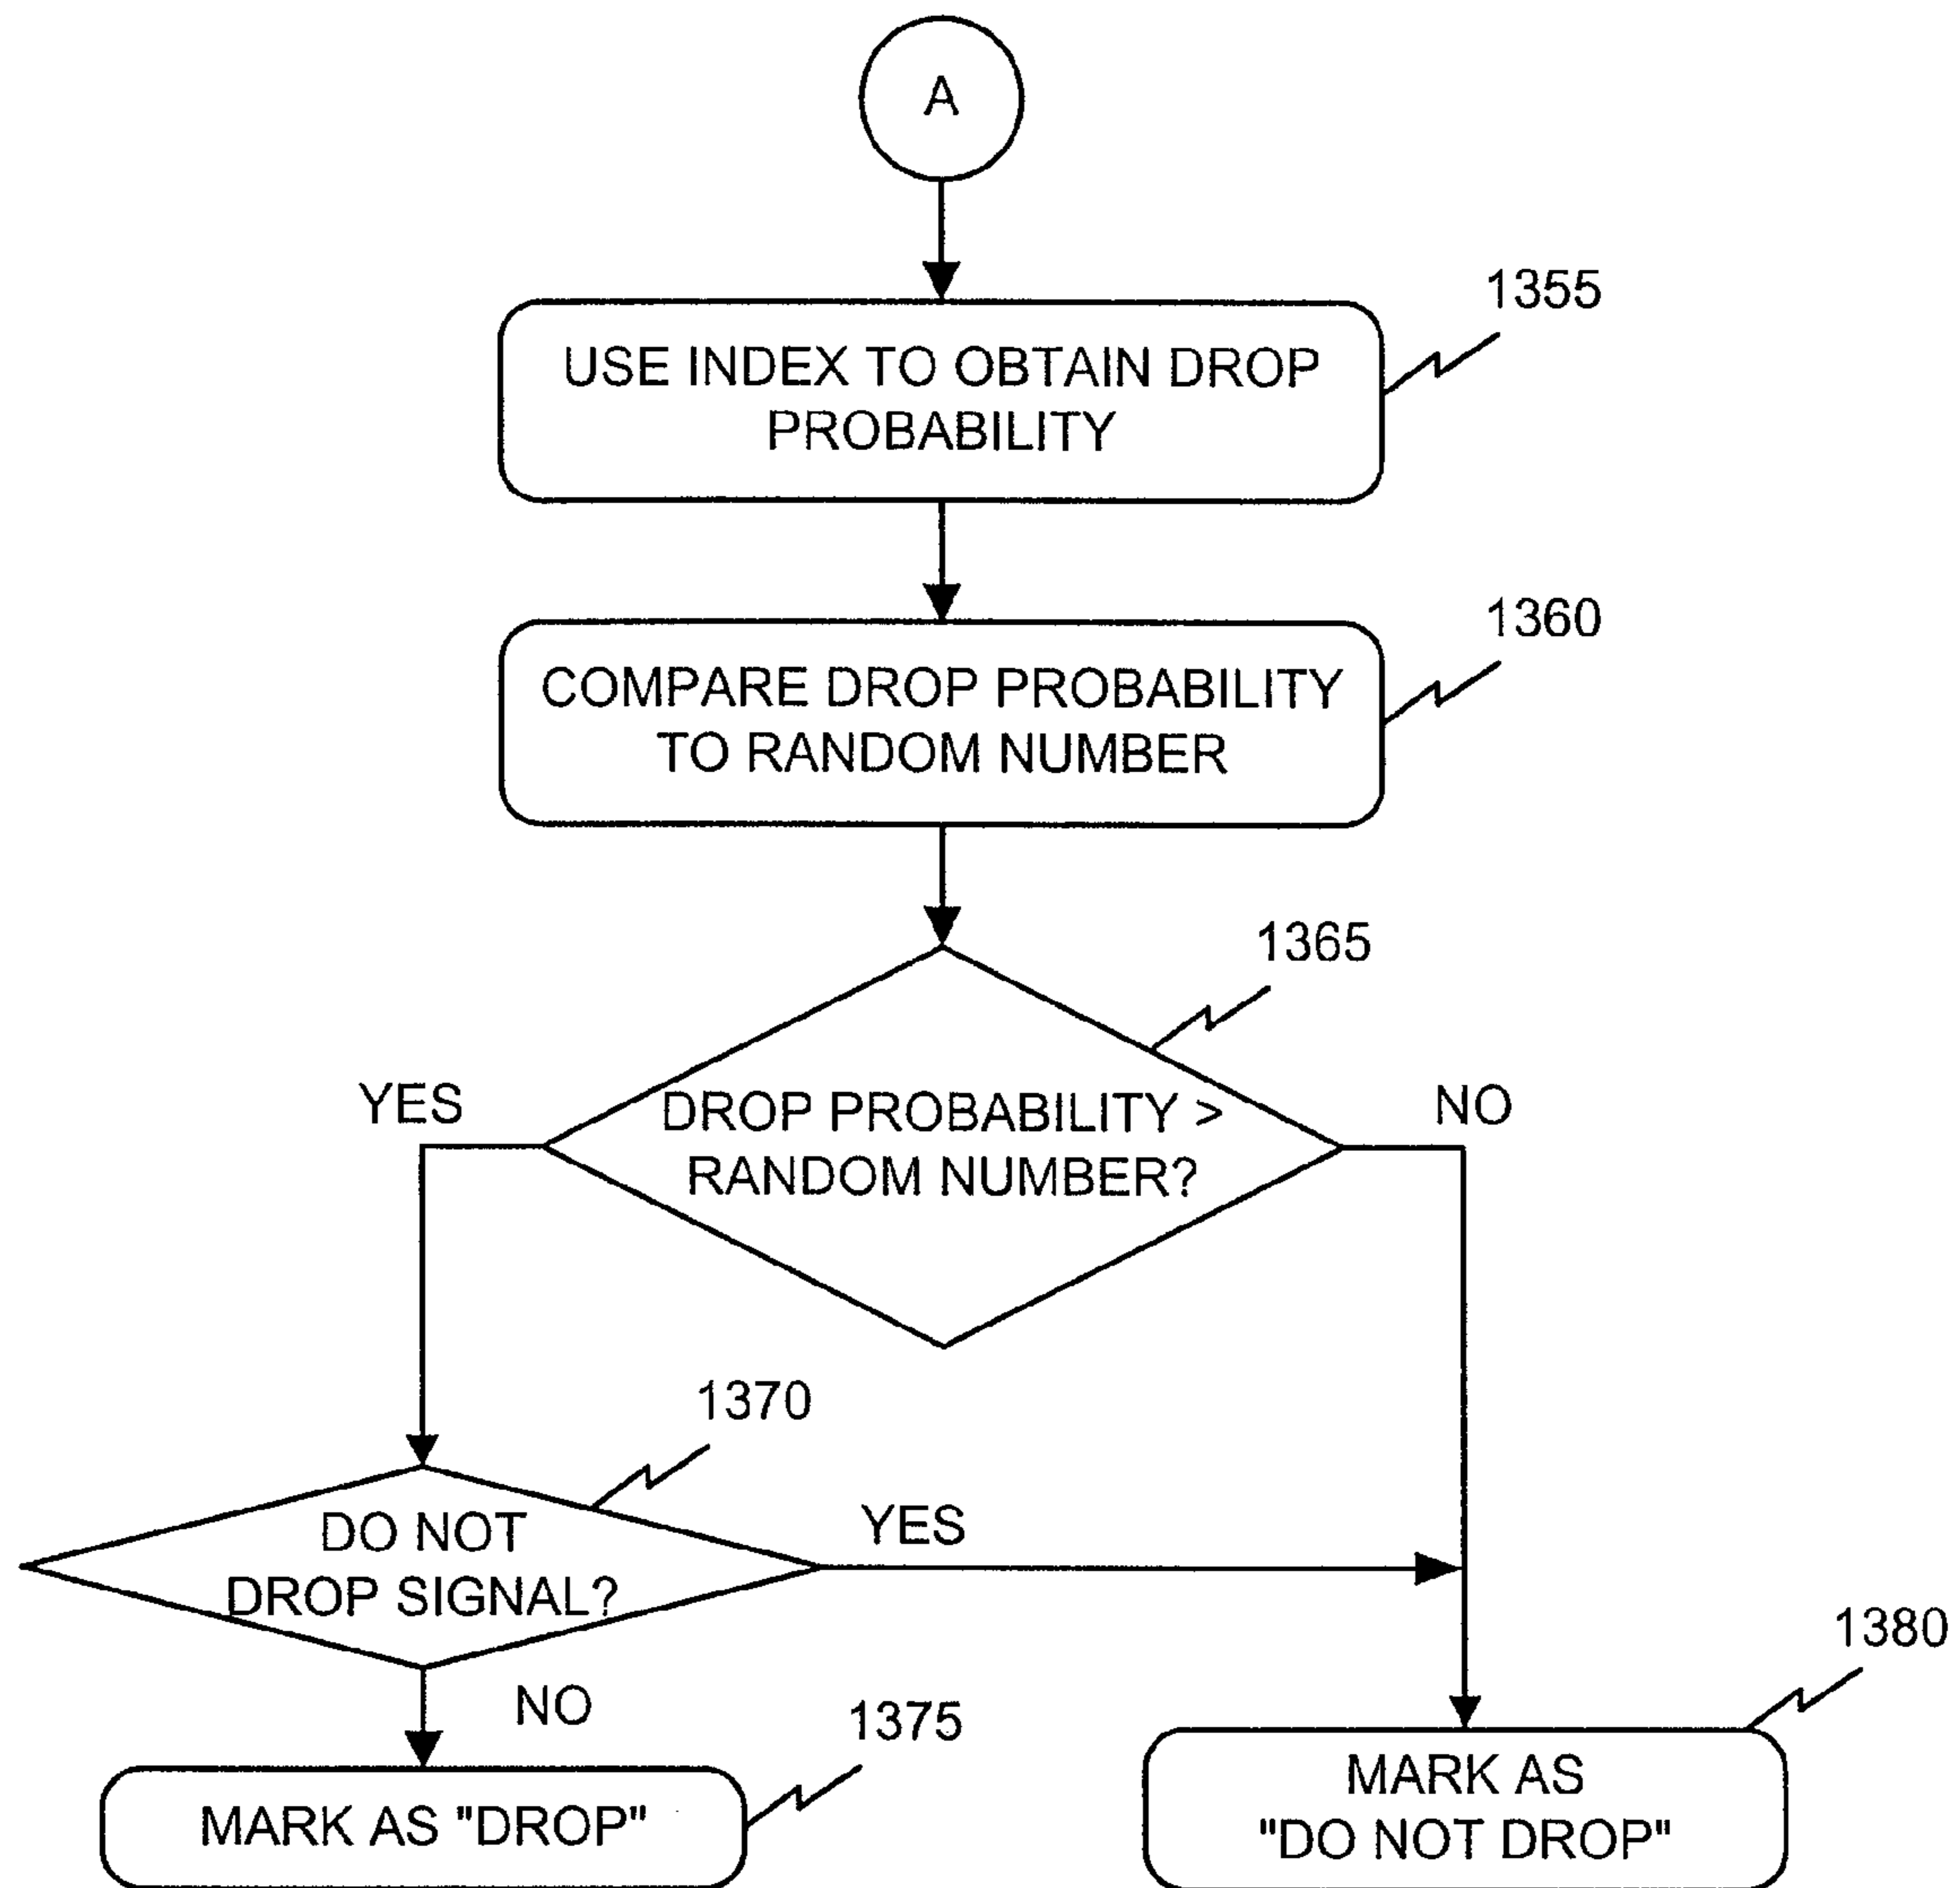 A
1355
USE INDEX TO OBTAIN DROP
PROBABILITY
1360
COMPARE DROP PROBABILITY
TO RANDOM NUMBER
1365
YES
DROP PROBABILITY >
RANDOM NUMBER?
NO
1370
DO NOT
DROP SIGNAL?
YES
NO
1375
MARK AS "DROP"
1380
MARK AS
"DO NOT DROP"